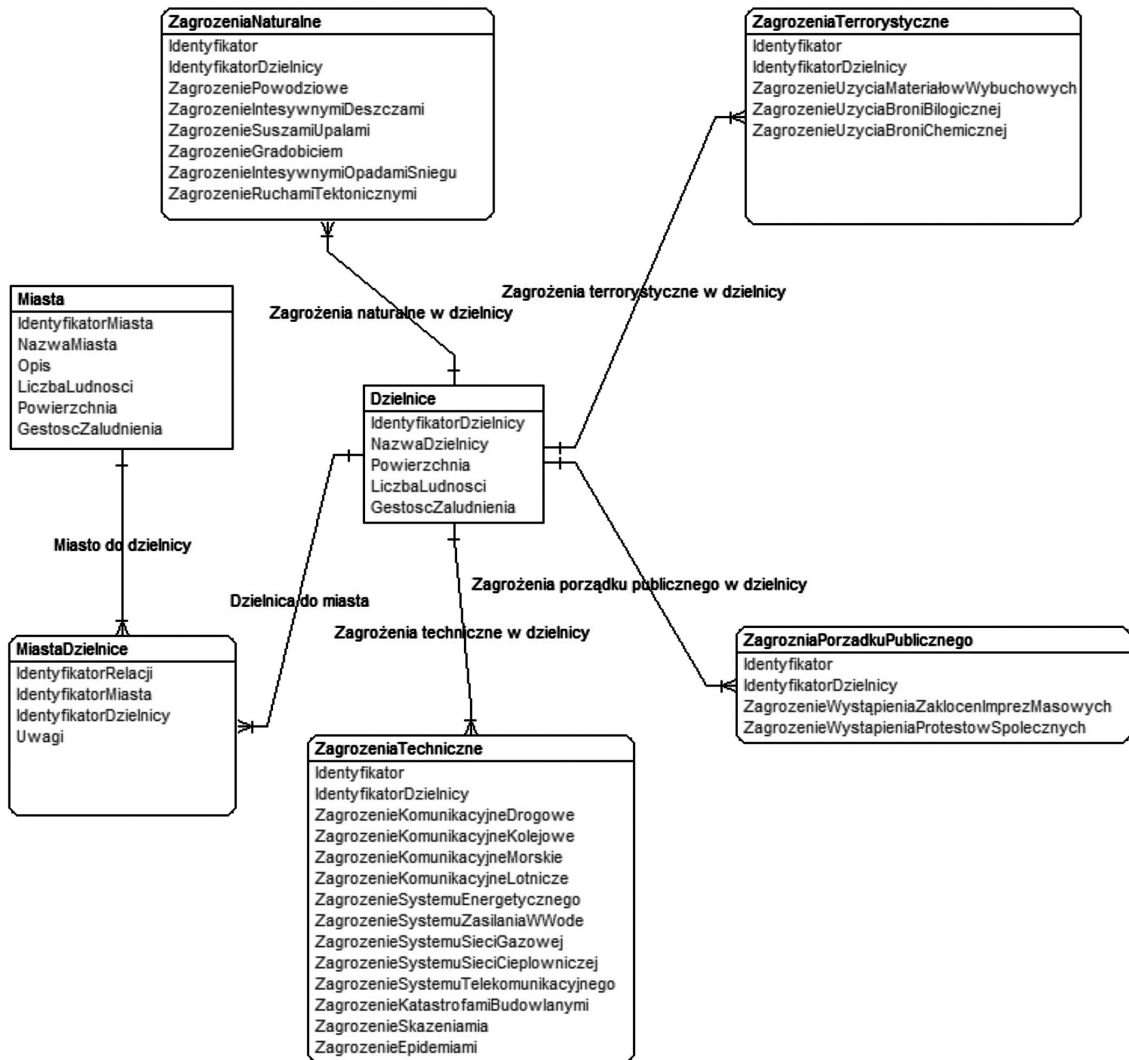 ZagrozeniaNaturalne
Identyfikator
IdentyfikatorDzielnicy
ZagrozeniePowodziowe
ZagrozenieIntesywnymiDeszczami
ZagrozenieSuszamiUpalami
ZagrozenieGradobiciem
ZagrozenieIntesywnymiOpadamiSniegu
ZagrozenieRuchamiTektonicznymi
ZagrozeniaTerrorystyczne
Identyfikator
IdentyfikatorDzielnicy
ZagrozenieUzyciaMateriałowWybuchowych
ZagrozenieUzyciaBroniBilogicznej
ZagrozenieUzyciaBroniChemicznej
Zagrożenia naturalne w dzielnicy
Zagrożenia terrorystyczne w dzielnicy
Miasta
IdentyfikatorMiasta
NazwaMiasta
Opis
LiczbaLudnosci
Powierzchnia
GestoscZaludnienia
Dzielnice
IdentyfikatorDzielnicy
NazwaDzielnicy
Powierzchnia
LiczbaLudnosci
GestoscZaludnienia
Miasto do dzielnicy
Dzielnica do miasta
Zagrożenia porządku publicznego w dzielnicy
Zagrożenia techniczne w dzielnicy
MiastaDzielnice
IdentyfikatorRelacji
IdentyfikatorMiasta
IdentyfikatorDzielnicy
Uwagi
ZagrozniaPorzadkuPublicznego
Identyfikator
IdentyfikatorDzielnicy
ZagrozenieWystąpieniaZaklocenImprezMasowych
ZagrozenieWystapieniaProtestowSpolecznych
ZagrozeniaTechniczne
Identyfikator
IdentyfikatorDzielnicy
ZagrozenieKomunikacyjneDrogowe
ZagrozenieKomunikacyjneKolejowe
ZagrozenieKomunikacyjneMorskie
ZagrozenieKomunikacyjneLotnicze
ZagrozenieSystemuEnergetycznego
ZagrozenieSystemuZasilaniaWWode
ZagrozenieSystemuSieciGazowej
ZagrozenieSystemuSieciCieplowniczej
ZagrozenieSystemuTelekomunikacyjnego
ZagrozenieKatastrofamiBudowlanymi
ZagrozenieSkazeniamia
ZagrozenieEpidemiami